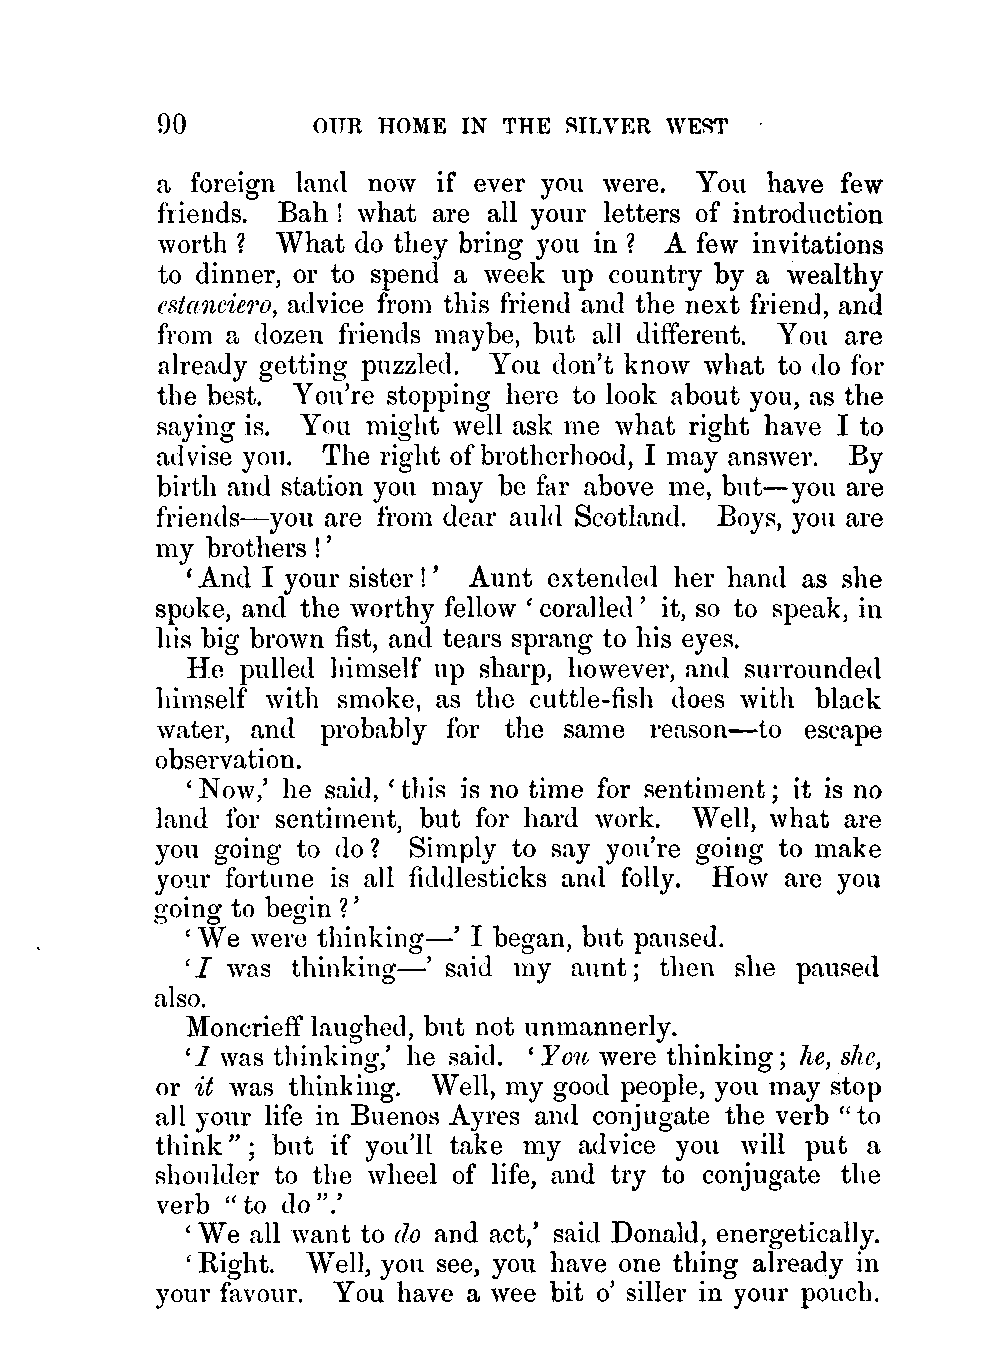 90 OUR HOME IN THE SILVER WEST
a foreign land now if ever you were. You have few
friends. Bah! what are all your letters of introduction
worth? What do they bring you in? A few invitations
to dinner, or to spend a week up country by a wealthy
estanciero, advice from this friend and the next friend, and
from a dozen friends maybe, but all different. You are
already getting puzzled. You don't know what to do for
the best. You're stopping here to look about you, as the
saying is. You might well ask me what right have I to
advise you. The right of brotherhood, I may answer. By
birth and station you may be far above me, but—you are
friends—you are from dear auld Scotland. Boys, you are
my brothers!'
'And I your sister!' Aunt extended her hand as she
spoke, and the worthy fellow 'coralled' it, so to speak, in
his big brown fist, and tears sprang to his eyes.
He pulled himself up sharp, however, and surrounded
himself with smoke, as the cuttle-fish does with black
water, and probably for the same reason—to escape
observation.
'Now,' he said, 'this is no time for sentiment; it is no
land for sentiment, but for hard work. Well, what are
you going to do? Simply to say you're going to make
your fortune is all fiddlesticks and folly. How are you
going to begin?'
'We were thinking—' I began, but paused.
'I was thinking—' said my aunt; then she paused
also.
Moncrieff laughed, but not unmannerly.
'I was thinking,' he said. 'You were thinking; he, she,
or it was thinking. Well, my good people, you may stop
all your life in Buenos Ayres and conjugate the verb "to
think"; but if you'll take my advice you will put a
shoulder to the wheel of life, and try to conjugate the
verb "to do".'
'We all want to do and act,' said Donald, energetically.
'Right. Well, you see, you have one thing already in
your favour. You have a wee bit o' siller in your pouch.